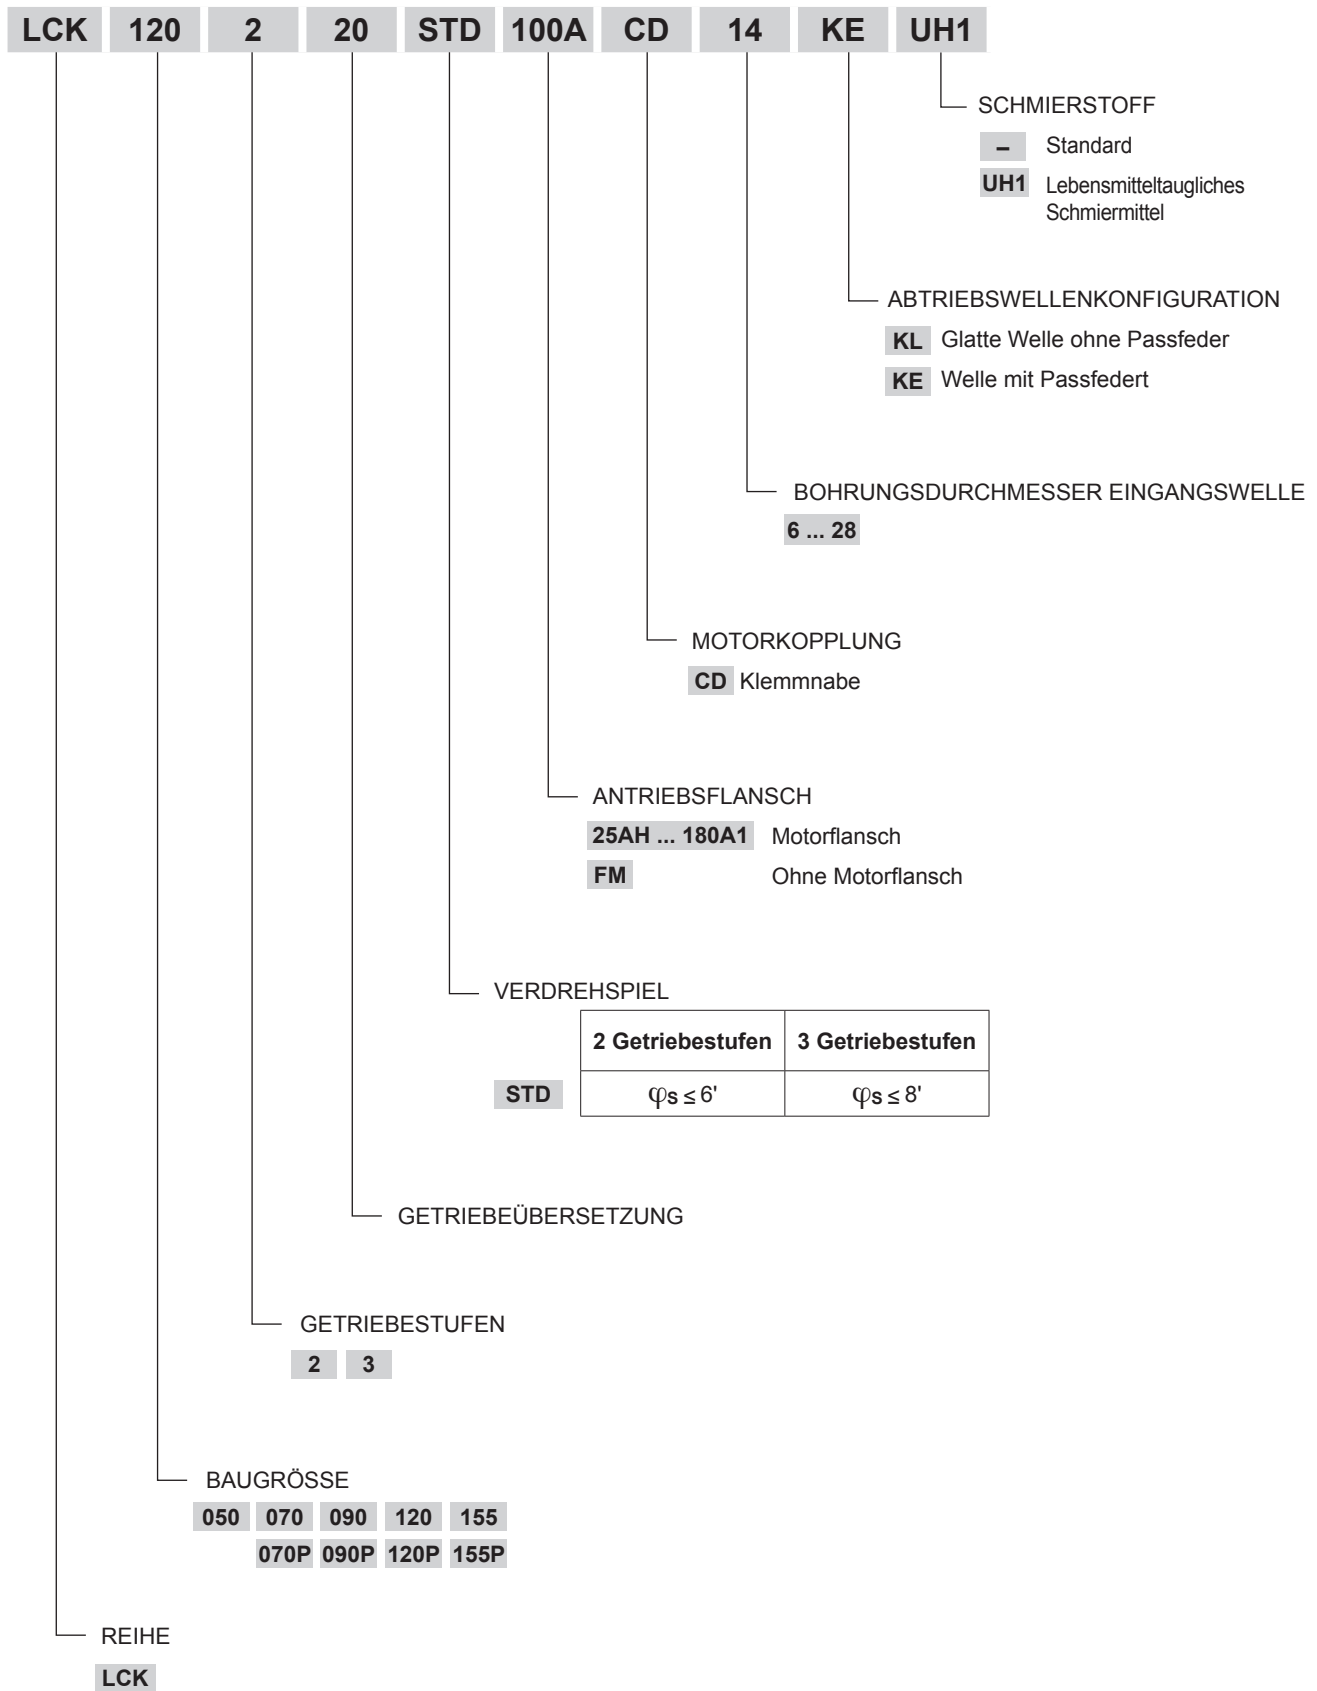 LCK 120 2 20 STD 100A CD 14 KE UH1
SCHMIERSTOFF
– Standard
UH1 Lebensmitteltaugliches
Schmiermittel
ABTRIEBSWELLENKONFIGURATION
KL Glatte Welle ohne Passfeder
KE Welle mit Passfedert
BOHRUNGSDURCHMESSER EINGANGSWELLE
6 ... 28
MOTORKOPPLUNG
CD Klemmnabe
ANTRIEBSFLANSCH
25AH ... 180A1 Motorflansch
FM Ohne Motorflansch
VERDREHSPIEL
2 Getriebestufen 3 Getriebestufen
STD φs ≤ 6' φs ≤ 8'
GETRIEBEÜBERSETZUNG
GETRIEBESTUFEN
2 3
BAUGRÖSSE
050 070 090 120 155
070P 090P 120P 155P
REIHE
LCK